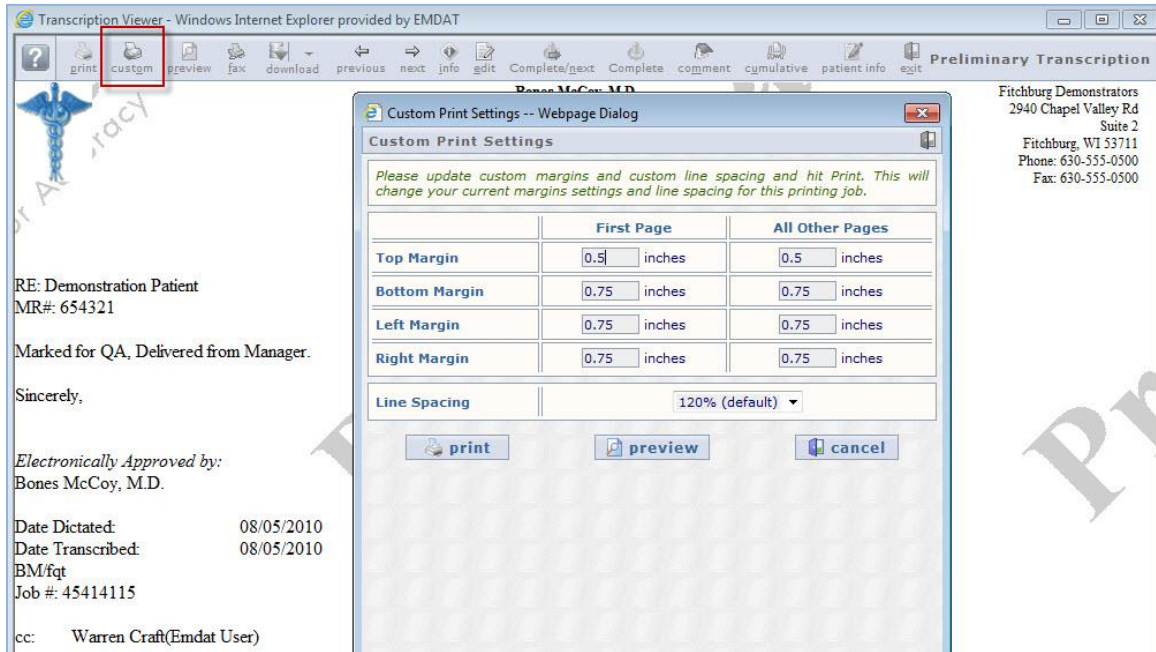 Transcription Viewer - Windows Internet Explorer provided by EMDAT
? print custom preview fax download previous next info edit Complete/next Complete comment cumulative patient info exit Preliminary Transcription
Bones McCoy, M.D.
Fitchburg Demonstrators
2940 Chapel Valley Rd
Suite 2
Fitchburg, WI 53711
Phone: 630-555-0500
Fax: 630-555-0500
RE: Demonstration Patient
MR#: 654321
Marked for QA, Delivered from Manager.
Sincerely,
Electronically Approved by:
Bones McCoy, M.D.
Date Dictated: 08/05/2010
Date Transcribed: 08/05/2010
BM/fqt
Job #: 45414115
cc: Warren Craft(Emdat User)
Custom Print Settings -- Webpage Dialog
Custom Print Settings
Please update custom margins and custom line spacing and hit Print. This will
change your current margins settings and line spacing for this printing job.
First Page All Other Pages
Top Margin 0.5 inches 0.5 inches
Bottom Margin 0.75 inches 0.75 inches
Left Margin 0.75 inches 0.75 inches
Right Margin 0.75 inches 0.75 inches
Line Spacing 120% (default)
print preview cancel